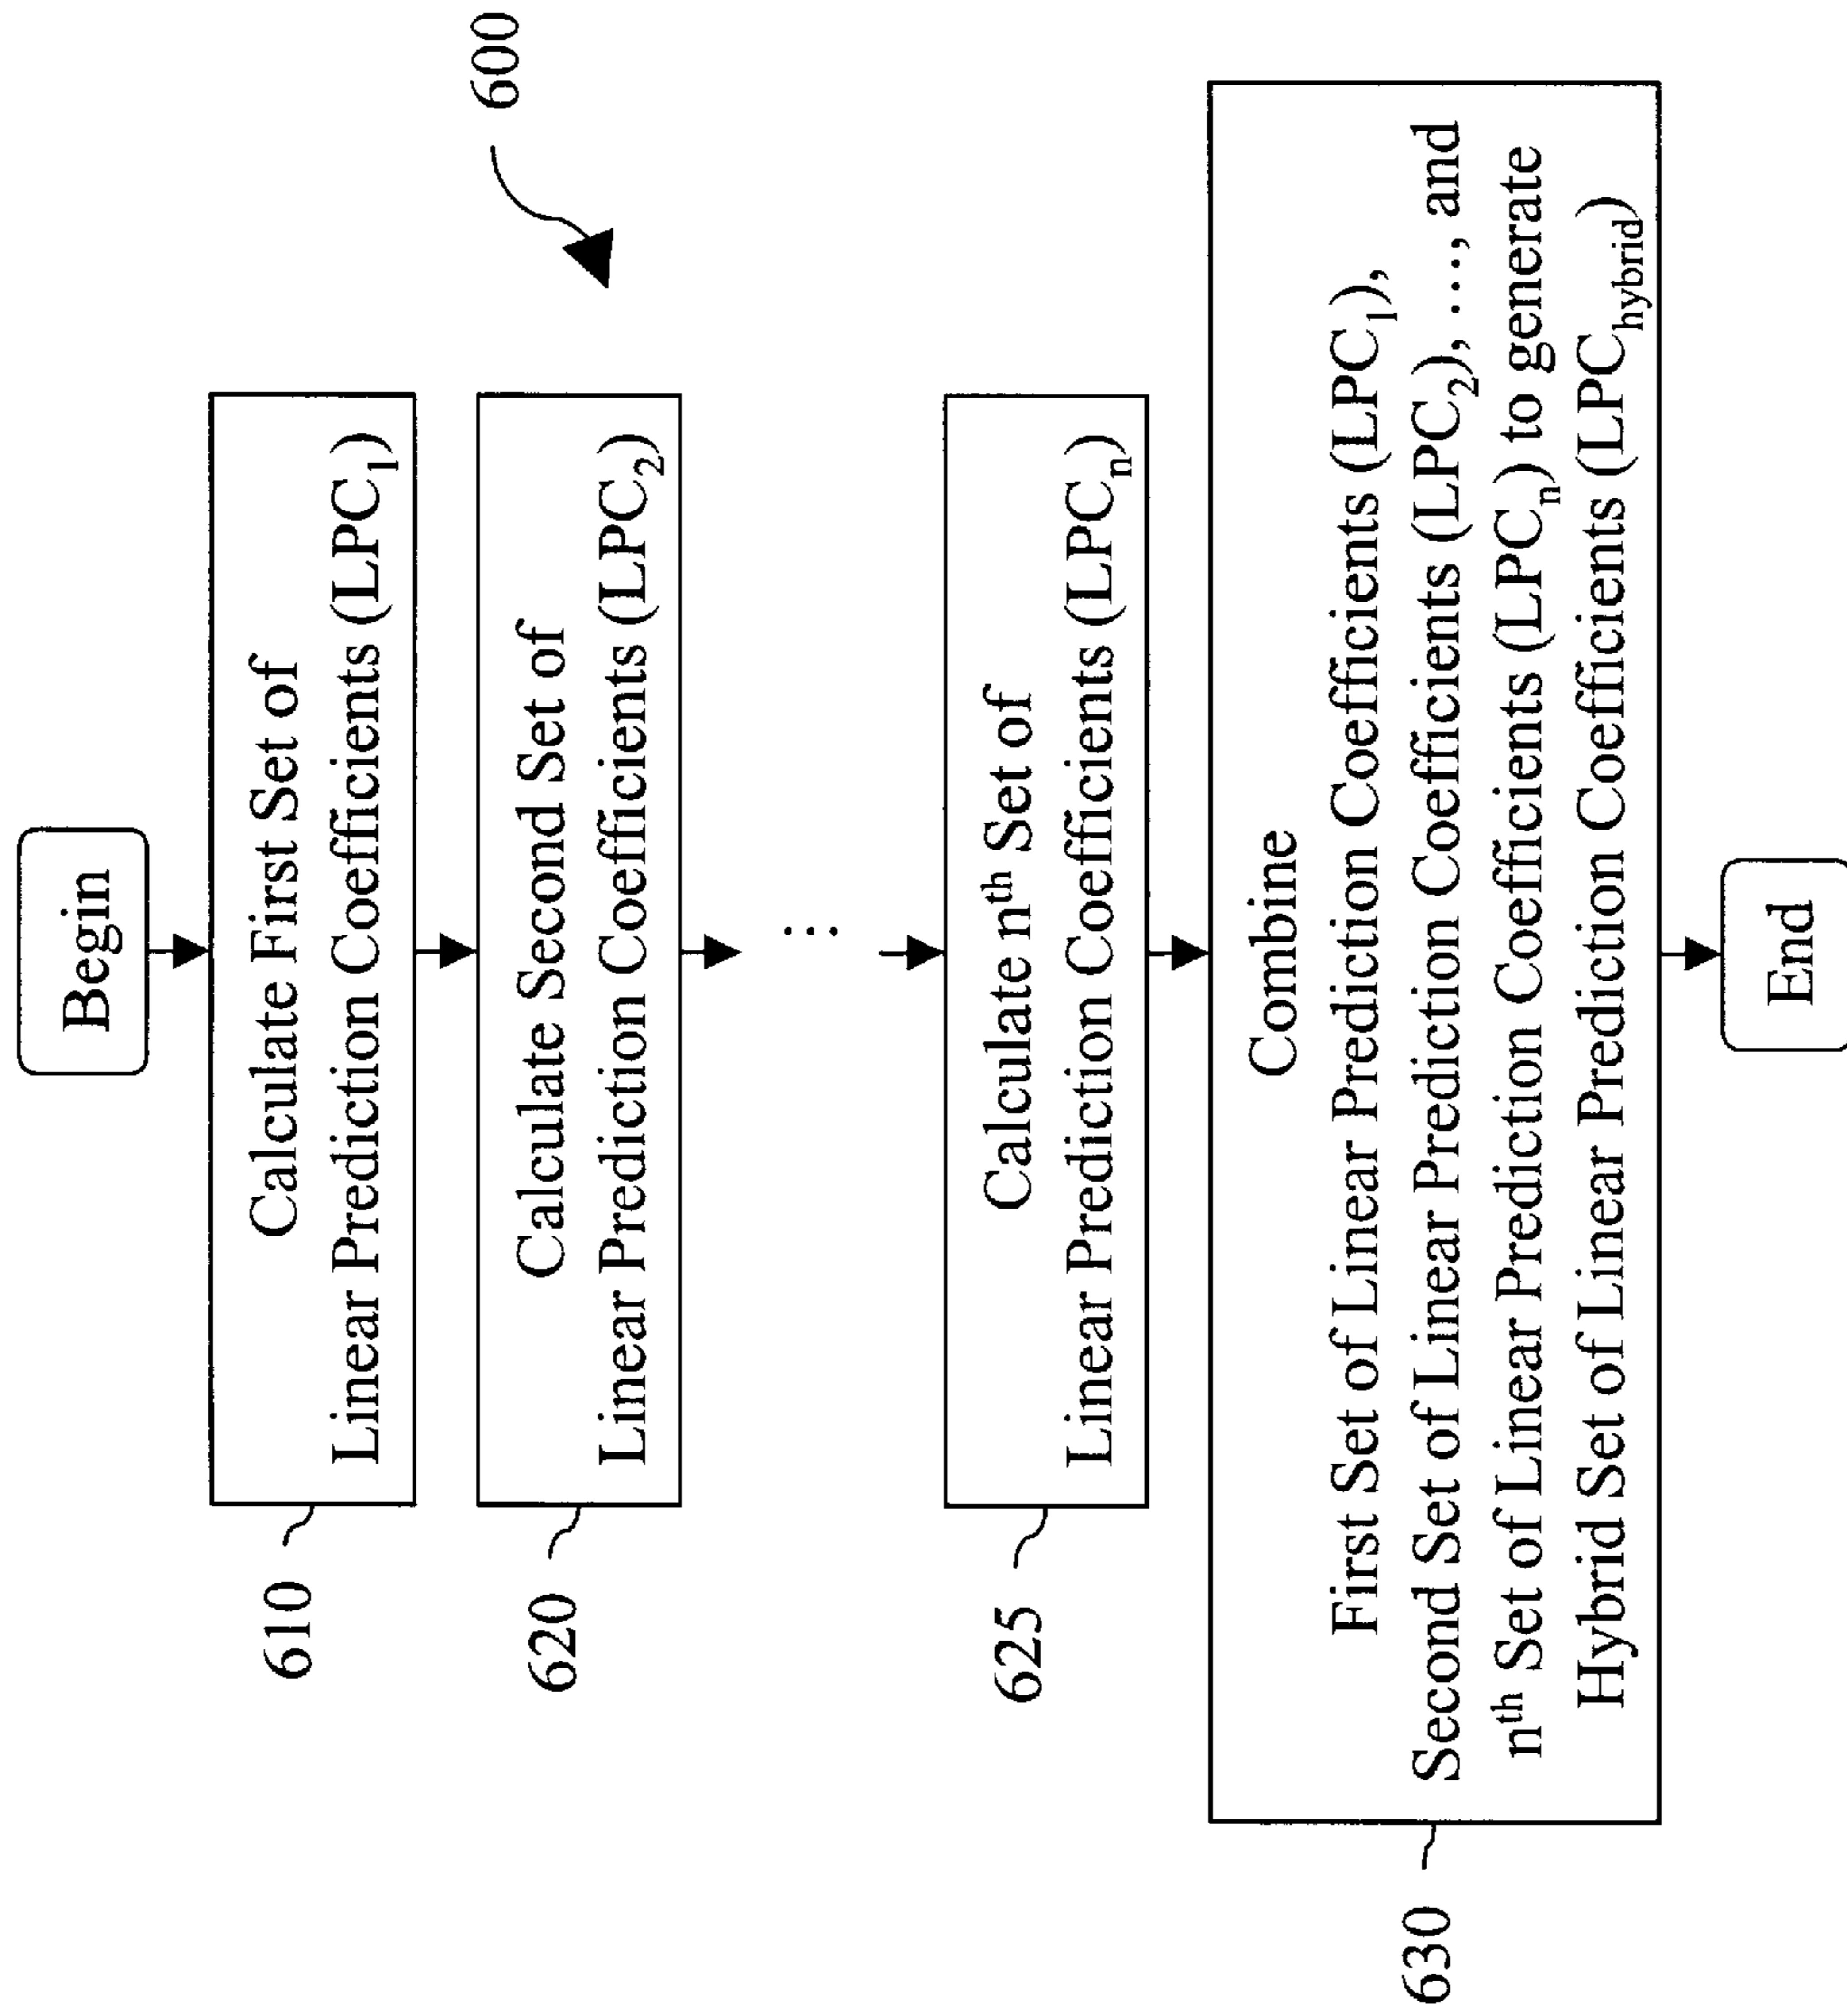 Begin
600
610
Calculate First Set of
Linear Prediction Coefficients (LPC₁)
620
Calculate Second Set of
Linear Prediction Coefficients (LPC₂)
⋮
625
Calculate nᵗʰ Set of
Linear Prediction Coefficients (LPCₙ)
630
Combine
First Set of Linear Prediction Coefficients (LPC₁),
Second Set of Linear Prediction Coefficients (LPC₂), ..., and
nᵗʰ Set of Linear Prediction Coefficients (LPCₙ) to generate
Hybrid Set of Linear Prediction Coefficients (LPC_hybrid)
End